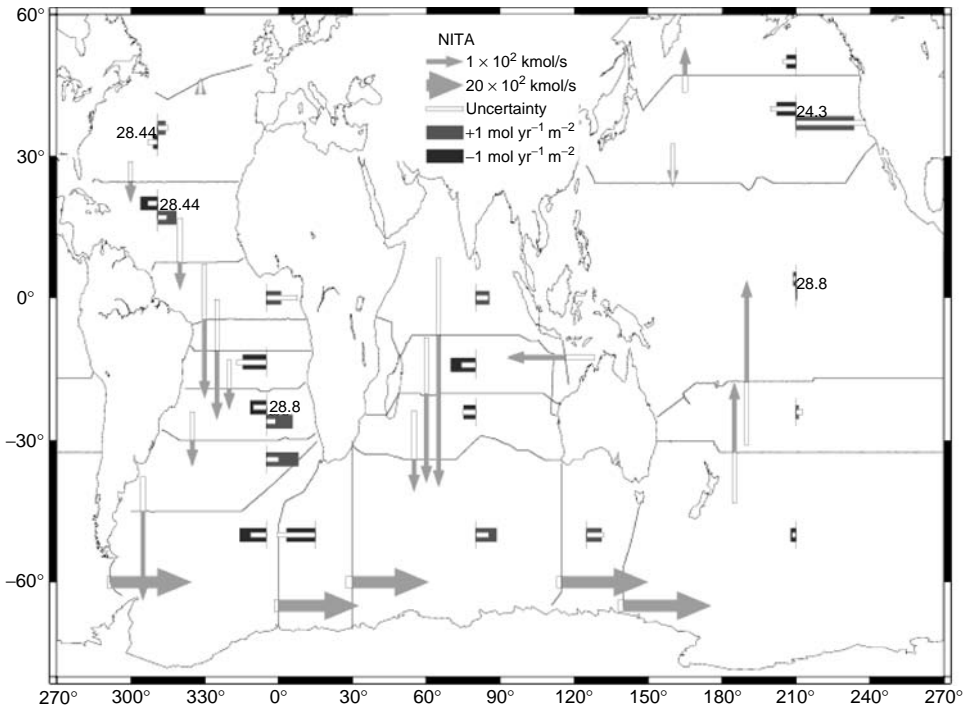 60°
NITA
1 × 10² kmol/s
20 × 10² kmol/s
Uncertainty
+1 mol yr⁻¹ m⁻²
−1 mol yr⁻¹ m⁻²
28.44
24.3
30°
28.44
28.8
0°
28.8
−30°
−60°
270° 300° 330° 0° 30° 60° 90° 120° 150° 180° 210° 240° 270°